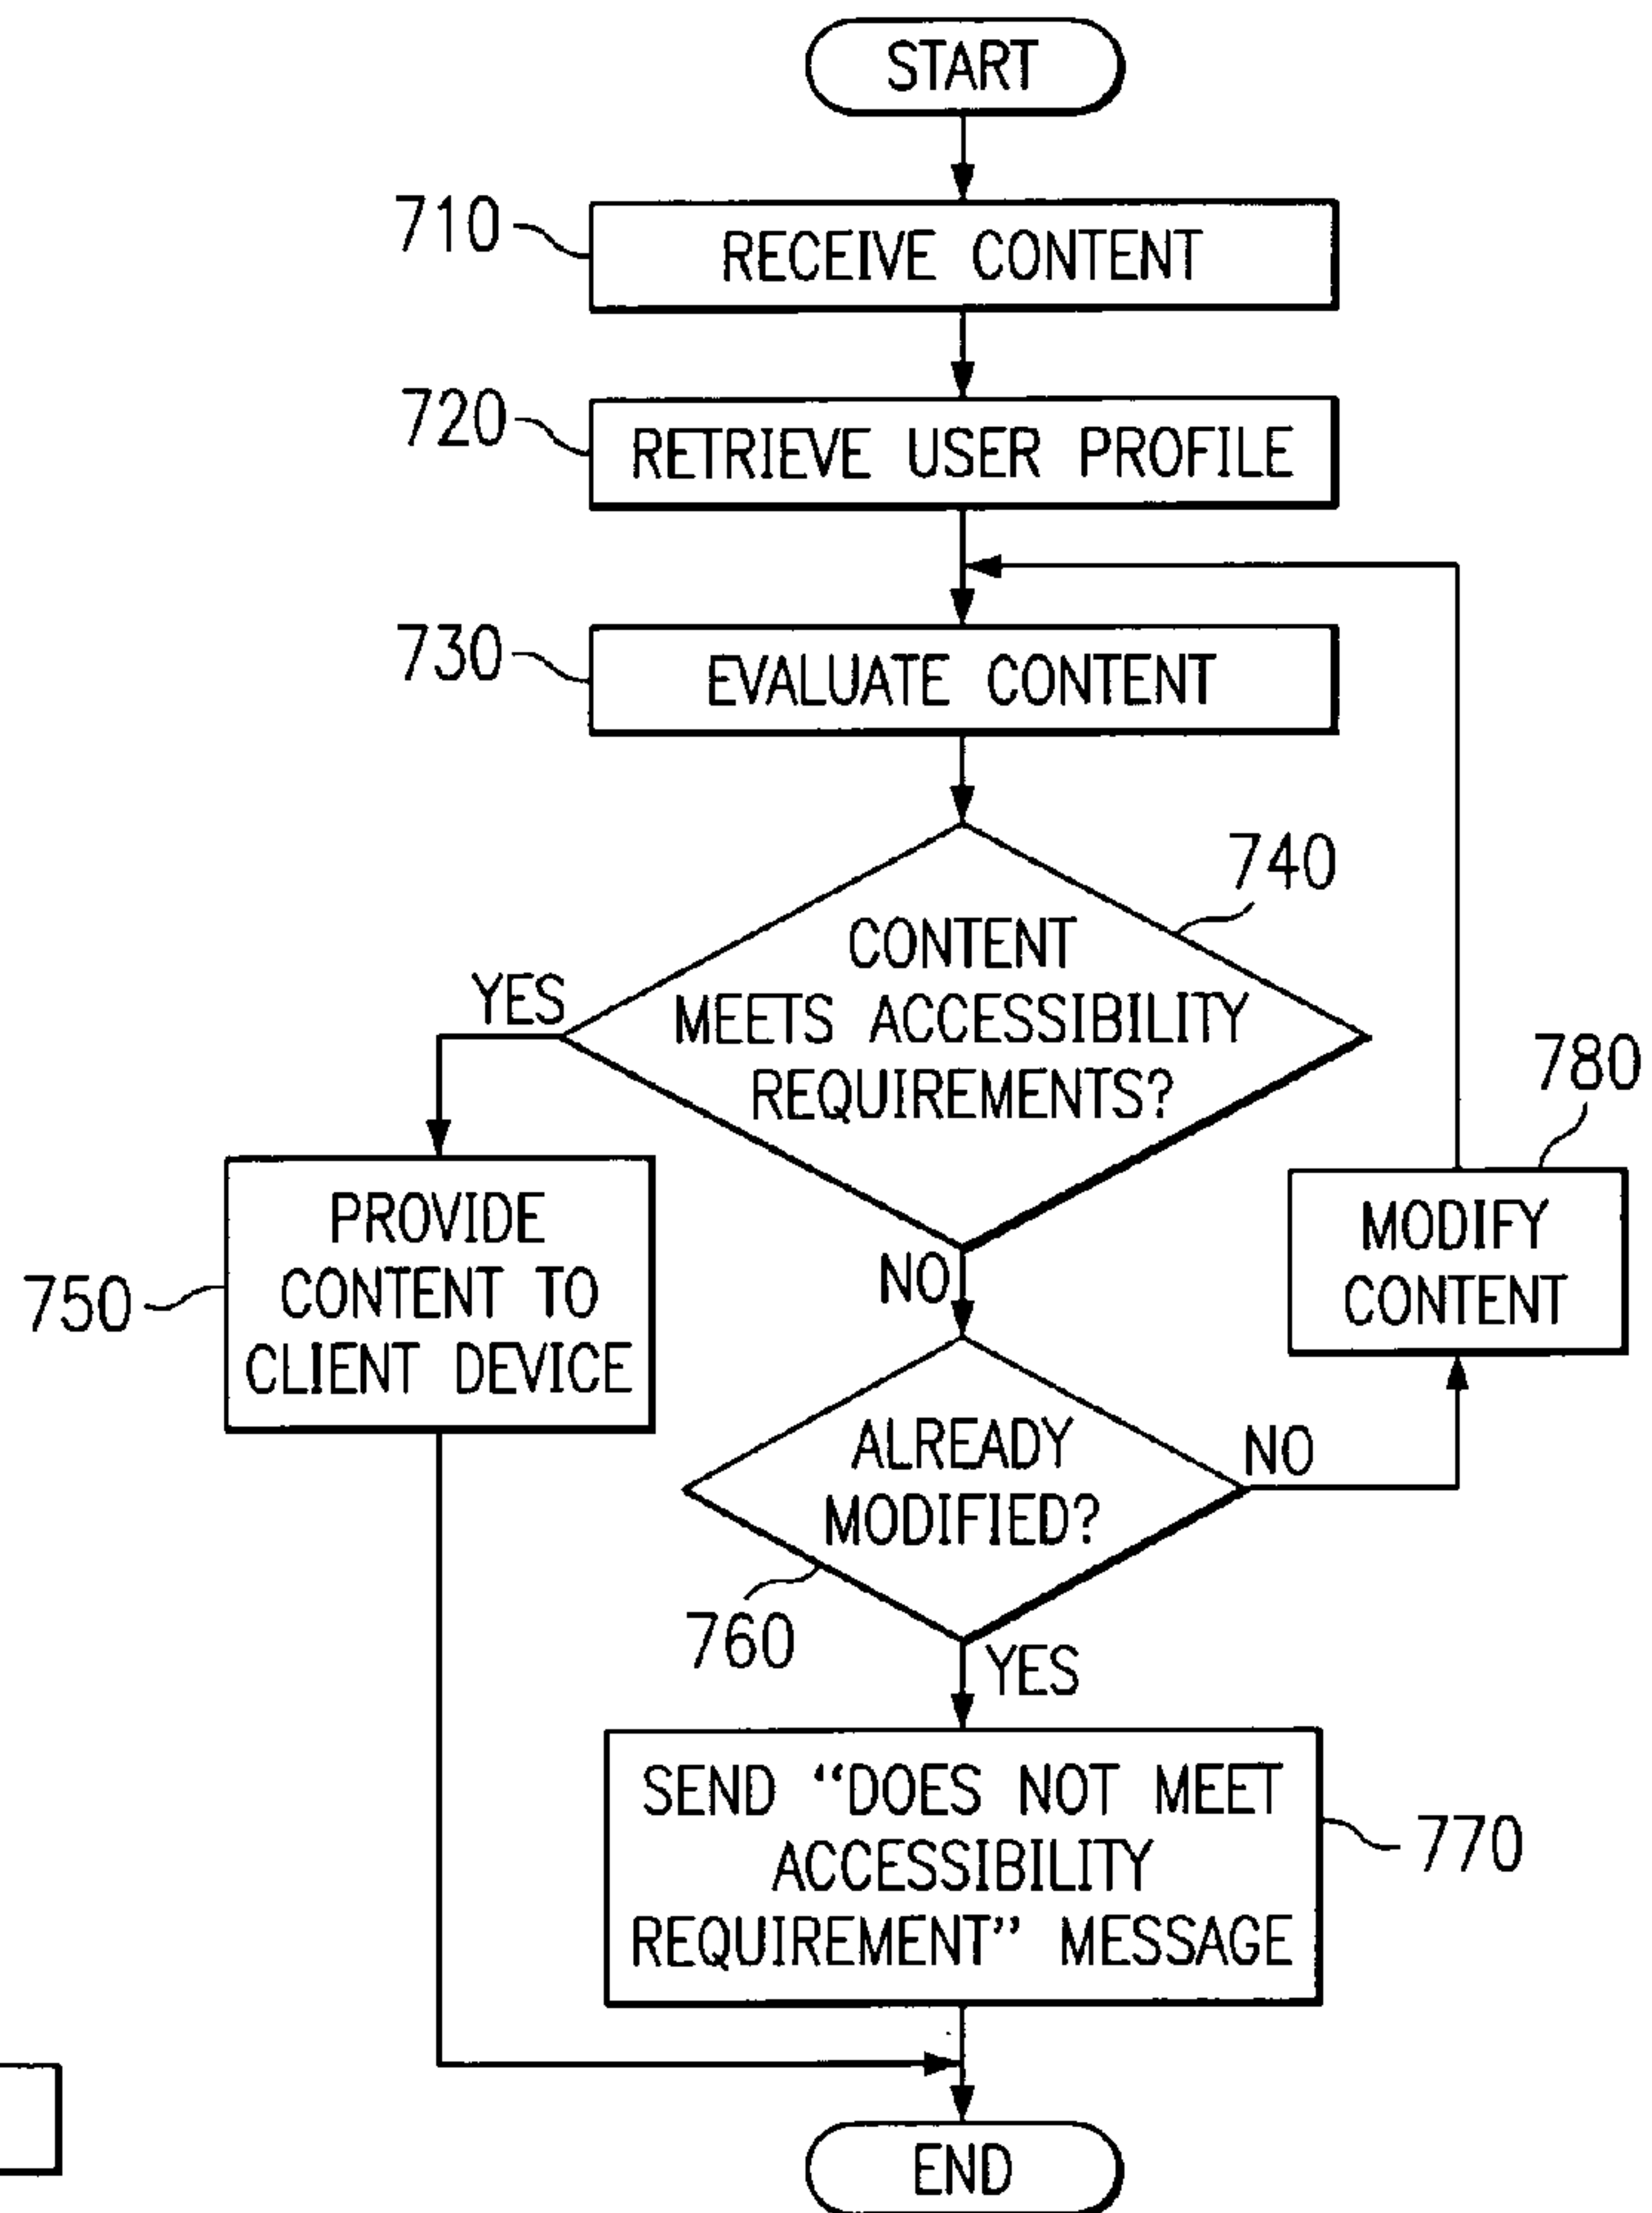 START
710
RECEIVE CONTENT
720
RETRIEVE USER PROFILE
730
EVALUATE CONTENT
740
CONTENT
MEETS ACCESSIBILITY
REQUIREMENTS?
YES
NO
780
MODIFY
CONTENT
750
PROVIDE
CONTENT TO
CLIENT DEVICE
ALREADY
MODIFIED?
NO
760
YES
SEND “DOES NOT MEET
ACCESSIBILITY
REQUIREMENT” MESSAGE
770
END